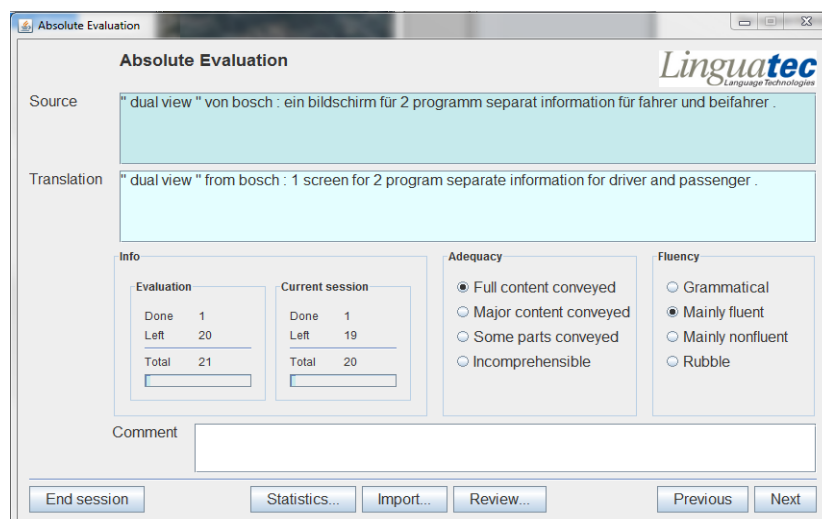 Absolute Evaluation
Absolute Evaluation
Linguatec
Language Technologies
Source
" dual view " von bosch : ein bildschirm für 2 programm separat information für fahrer und beifahrer .
Translation
" dual view " from bosch : 1 screen for 2 program separate information for driver and passenger .
Info
Evaluation
Done 1
Left 20
Total 21
Current session
Done 1
Left 19
Total 20
Adequacy
Full content conveyed
Major content conveyed
Some parts conveyed
Incomprehensible
Fluency
Grammatical
Mainly fluent
Mainly nonfluent
Rubble
Comment
End session
Statistics...
Import...
Review...
Previous
Next